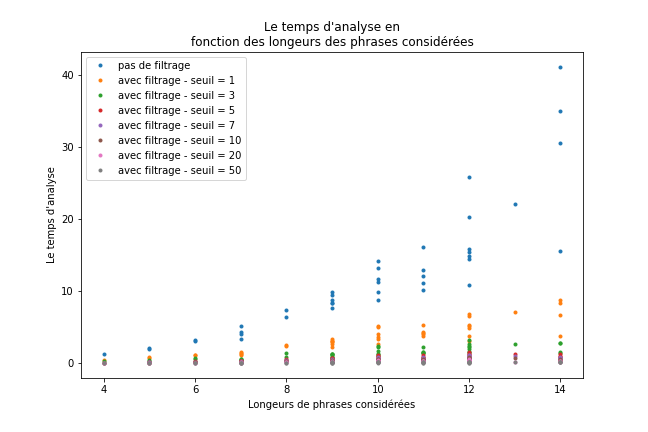 Le temps d'analyse en
fonction des longeurs des phrases considérées
pas de filtrage
avec filtrage - seuil = 1
avec filtrage - seuil = 3
avec filtrage - seuil = 5
avec filtrage - seuil = 7
avec filtrage - seuil = 10
avec filtrage - seuil = 20
avec filtrage - seuil = 50
Le temps d'analyse
40
30
20
10
0
4 6 8 10 12 14
Longeurs de phrases considérées